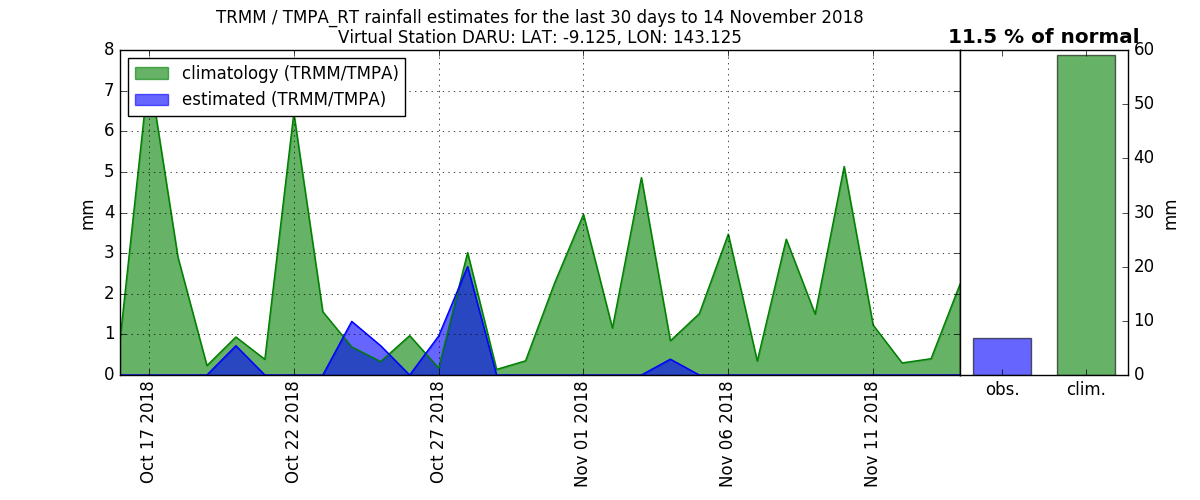 TRMM / TMPA_RT rainfall estimates for the last 30 days to 14 November 2018
Virtual Station DARU: LAT: -9.125, LON: 143.125
11.5 % of normal
climatology (TRMM/TMPA)
estimated (TRMM/TMPA)
8
7
6
5
4
3
2
1
0
mm
Oct 17 2018
Oct 22 2018
Oct 27 2018
Nov 01 2018
Nov 06 2018
Nov 11 2018
obs.
clim.
60
50
40
30
20
10
0
mm